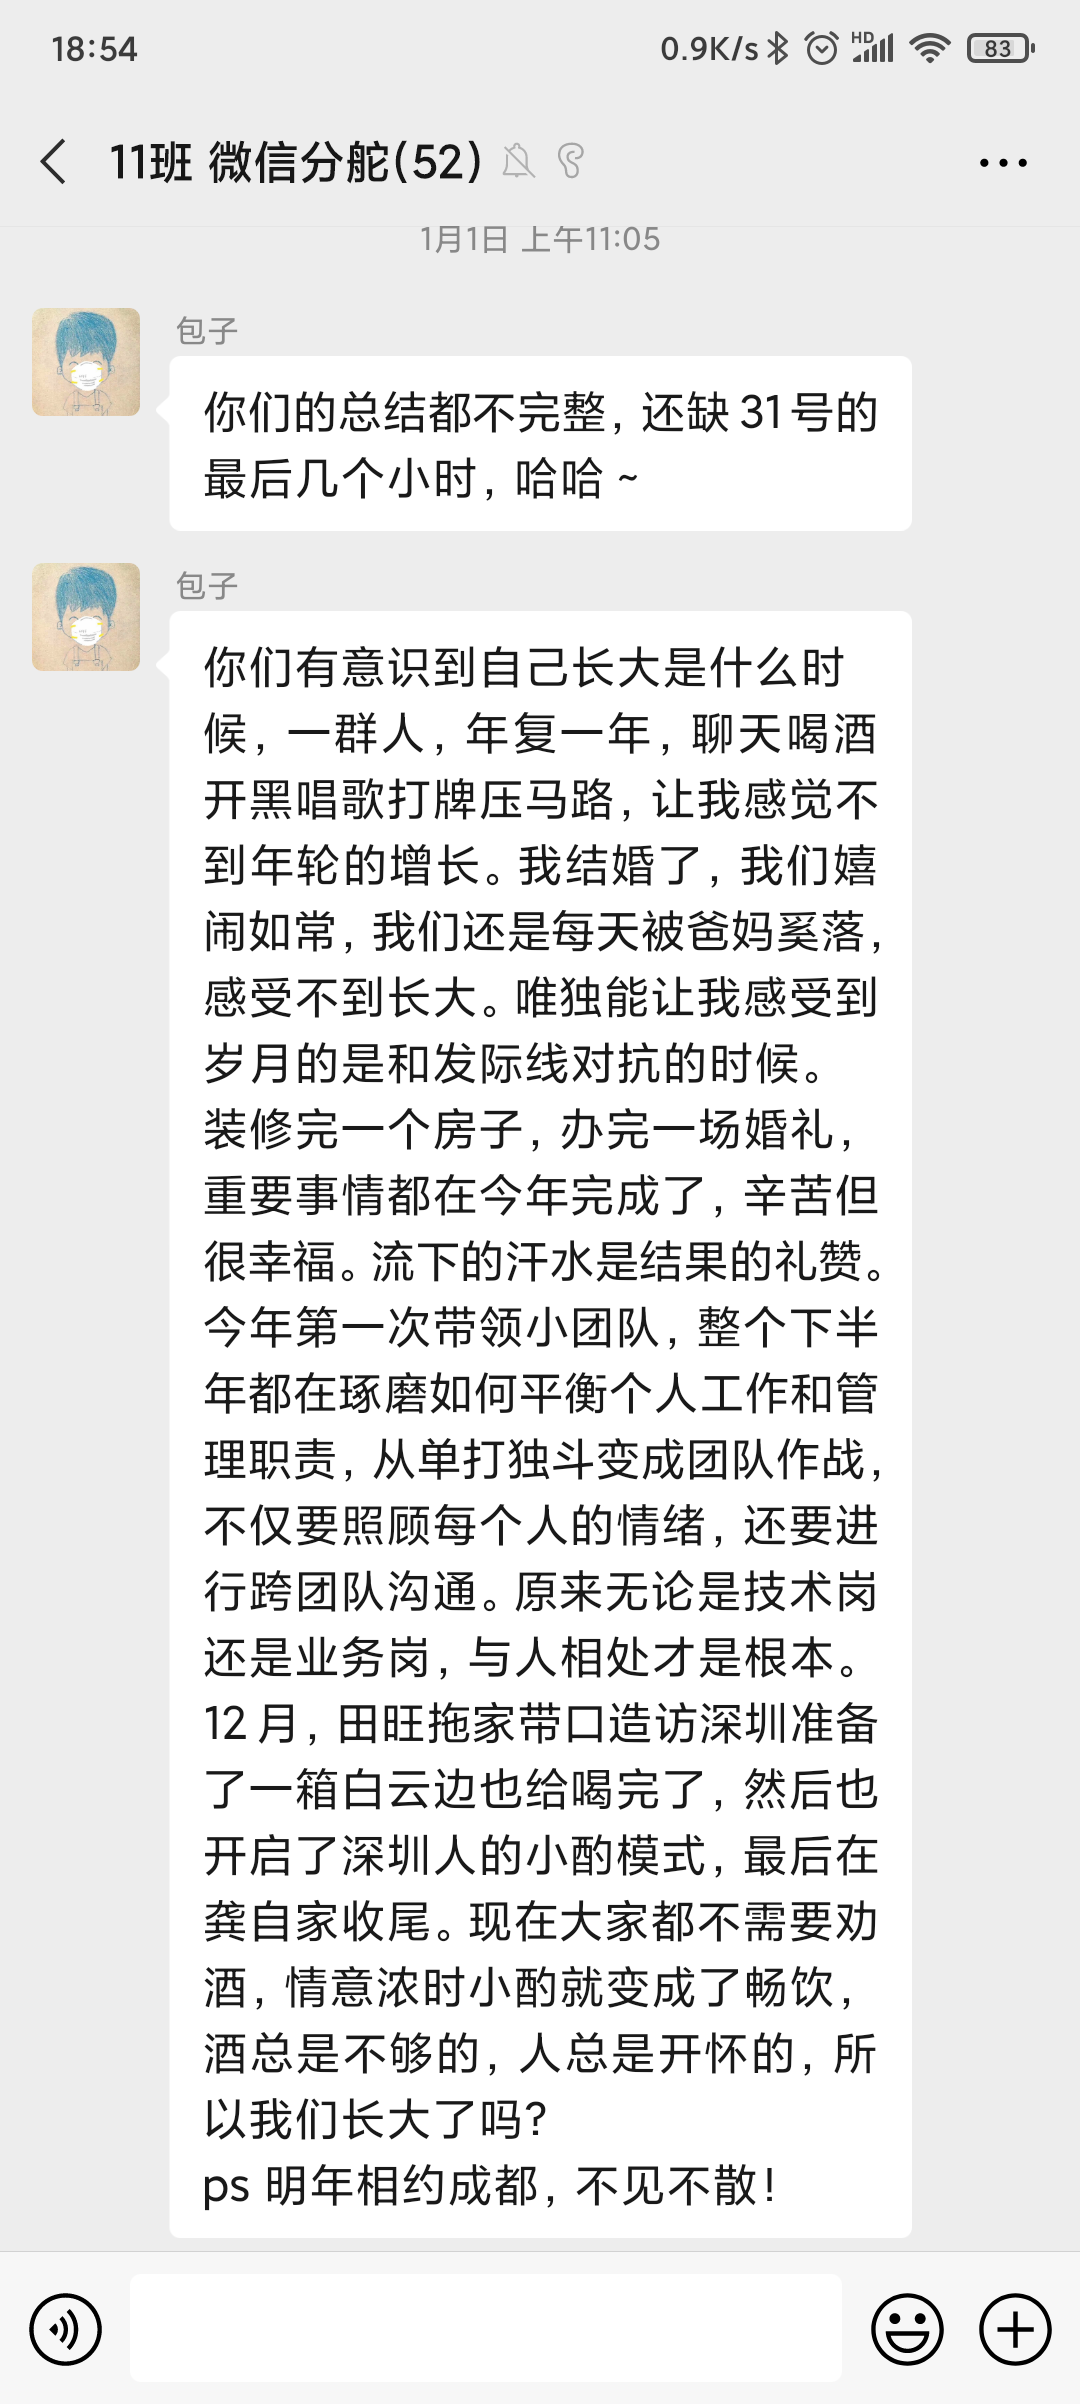 18:54
0.9K/s HD 83
11班 微信分舵(52)
1月1日 上午11:05
包子
你们的总结都不完整，还缺 31 号的
最后几个小时，哈哈 ~
包子
你们有意识到自己长大是什么时
候，一群人，年复一年，聊天喝酒
开黑唱歌打牌压马路，让我感觉不
到年轮的增长。我结婚了，我们嬉
闹如常，我们还是每天被爸妈奚落，
感受不到长大。唯独能让我感受到
岁月的是和发际线对抗的时候。
装修完一个房子，办完一场婚礼，
重要事情都在今年完成了，辛苦但
很幸福。流下的汗水是结果的礼赞。
今年第一次带领小团队，整个下半
年都在琢磨如何平衡个人工作和管
理职责，从单打独斗变成团队作战，
不仅要照顾每个人的情绪，还要进
行跨团队沟通。原来无论是技术岗
还是业务岗，与人相处才是根本。
12 月，田旺拖家带口造访深圳准备
了一箱白云边也给喝完了，然后也
开启了深圳人的小酌模式，最后在
龚自家收尾。现在大家都不需要劝
酒，情意浓时小酌就变成了畅饮，
酒总是不够的，人总是开怀的，所
以我们长大了吗?
ps 明年相约成都，不见不散！